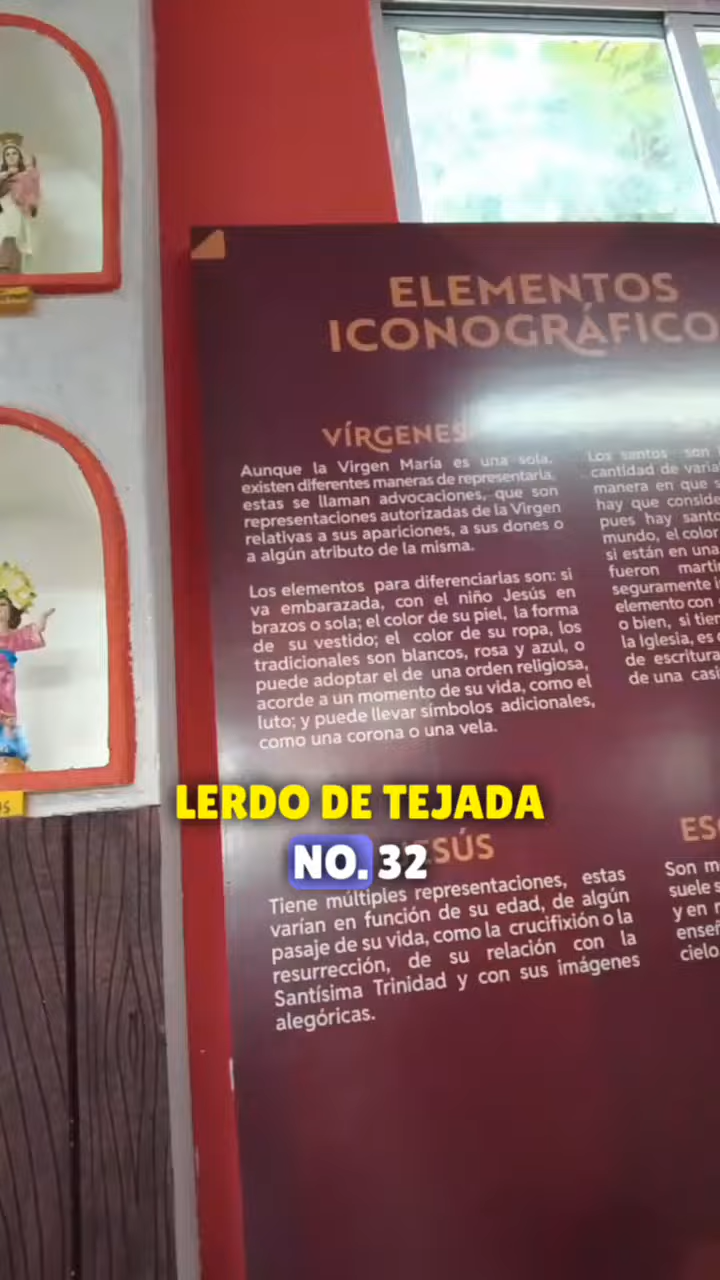 ELEMENTOS
ICONOGRÁFICO
VÍRGENES
Aunque la Virgen María es una sola,
existen diferentes maneras de representarla,
estas se llaman advocaciones, que son
representaciones autorizadas de la Virgen
relativas a sus apariciones, a sus dones o
a algún atributo de la misma.
Los elementos para diferenciarlas son: si
va embarazada, con el niño Jesús en
brazos o sola; el color de su piel, la forma
de su vestido; el color de su ropa, los
tradicionales son blancos, rosa y azul, o
puede adoptar el de una orden religiosa,
acorde a un momento de su vida, como el
luto; y puede llevar símbolos adicionales,
como una corona o una vela.
Los santos son
cantidad de varia
manera en que s
hay que conside
pues hay santo
mundo, el color
si están en una
fueron marti
seguramente
elemento con
o bien, si tien
la Iglesia, es
de escritura
de una casi
LERDO DE TEJADA
NO. 32
ESÚS
Tiene múltiples representaciones, estas
varían en función de su edad, de algún
pasaje de su vida, como la crucifixión o la
resurrección, de su relación con la
Santísima Trinidad y con sus imágenes
alegóricas.
ES
Son m
suele s
y en r
enseñ
cielo